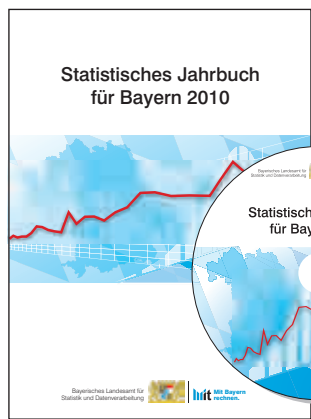 Statistisches Jahrbuch
für Bayern 2010
Bayerisches Landesamt für
Statistik und Datenverarbeitung
Statistisch
für Bay
Bayerisches Landesamt für
Statistik und Datenverarbeitung
Mit Bayern
rechnen.